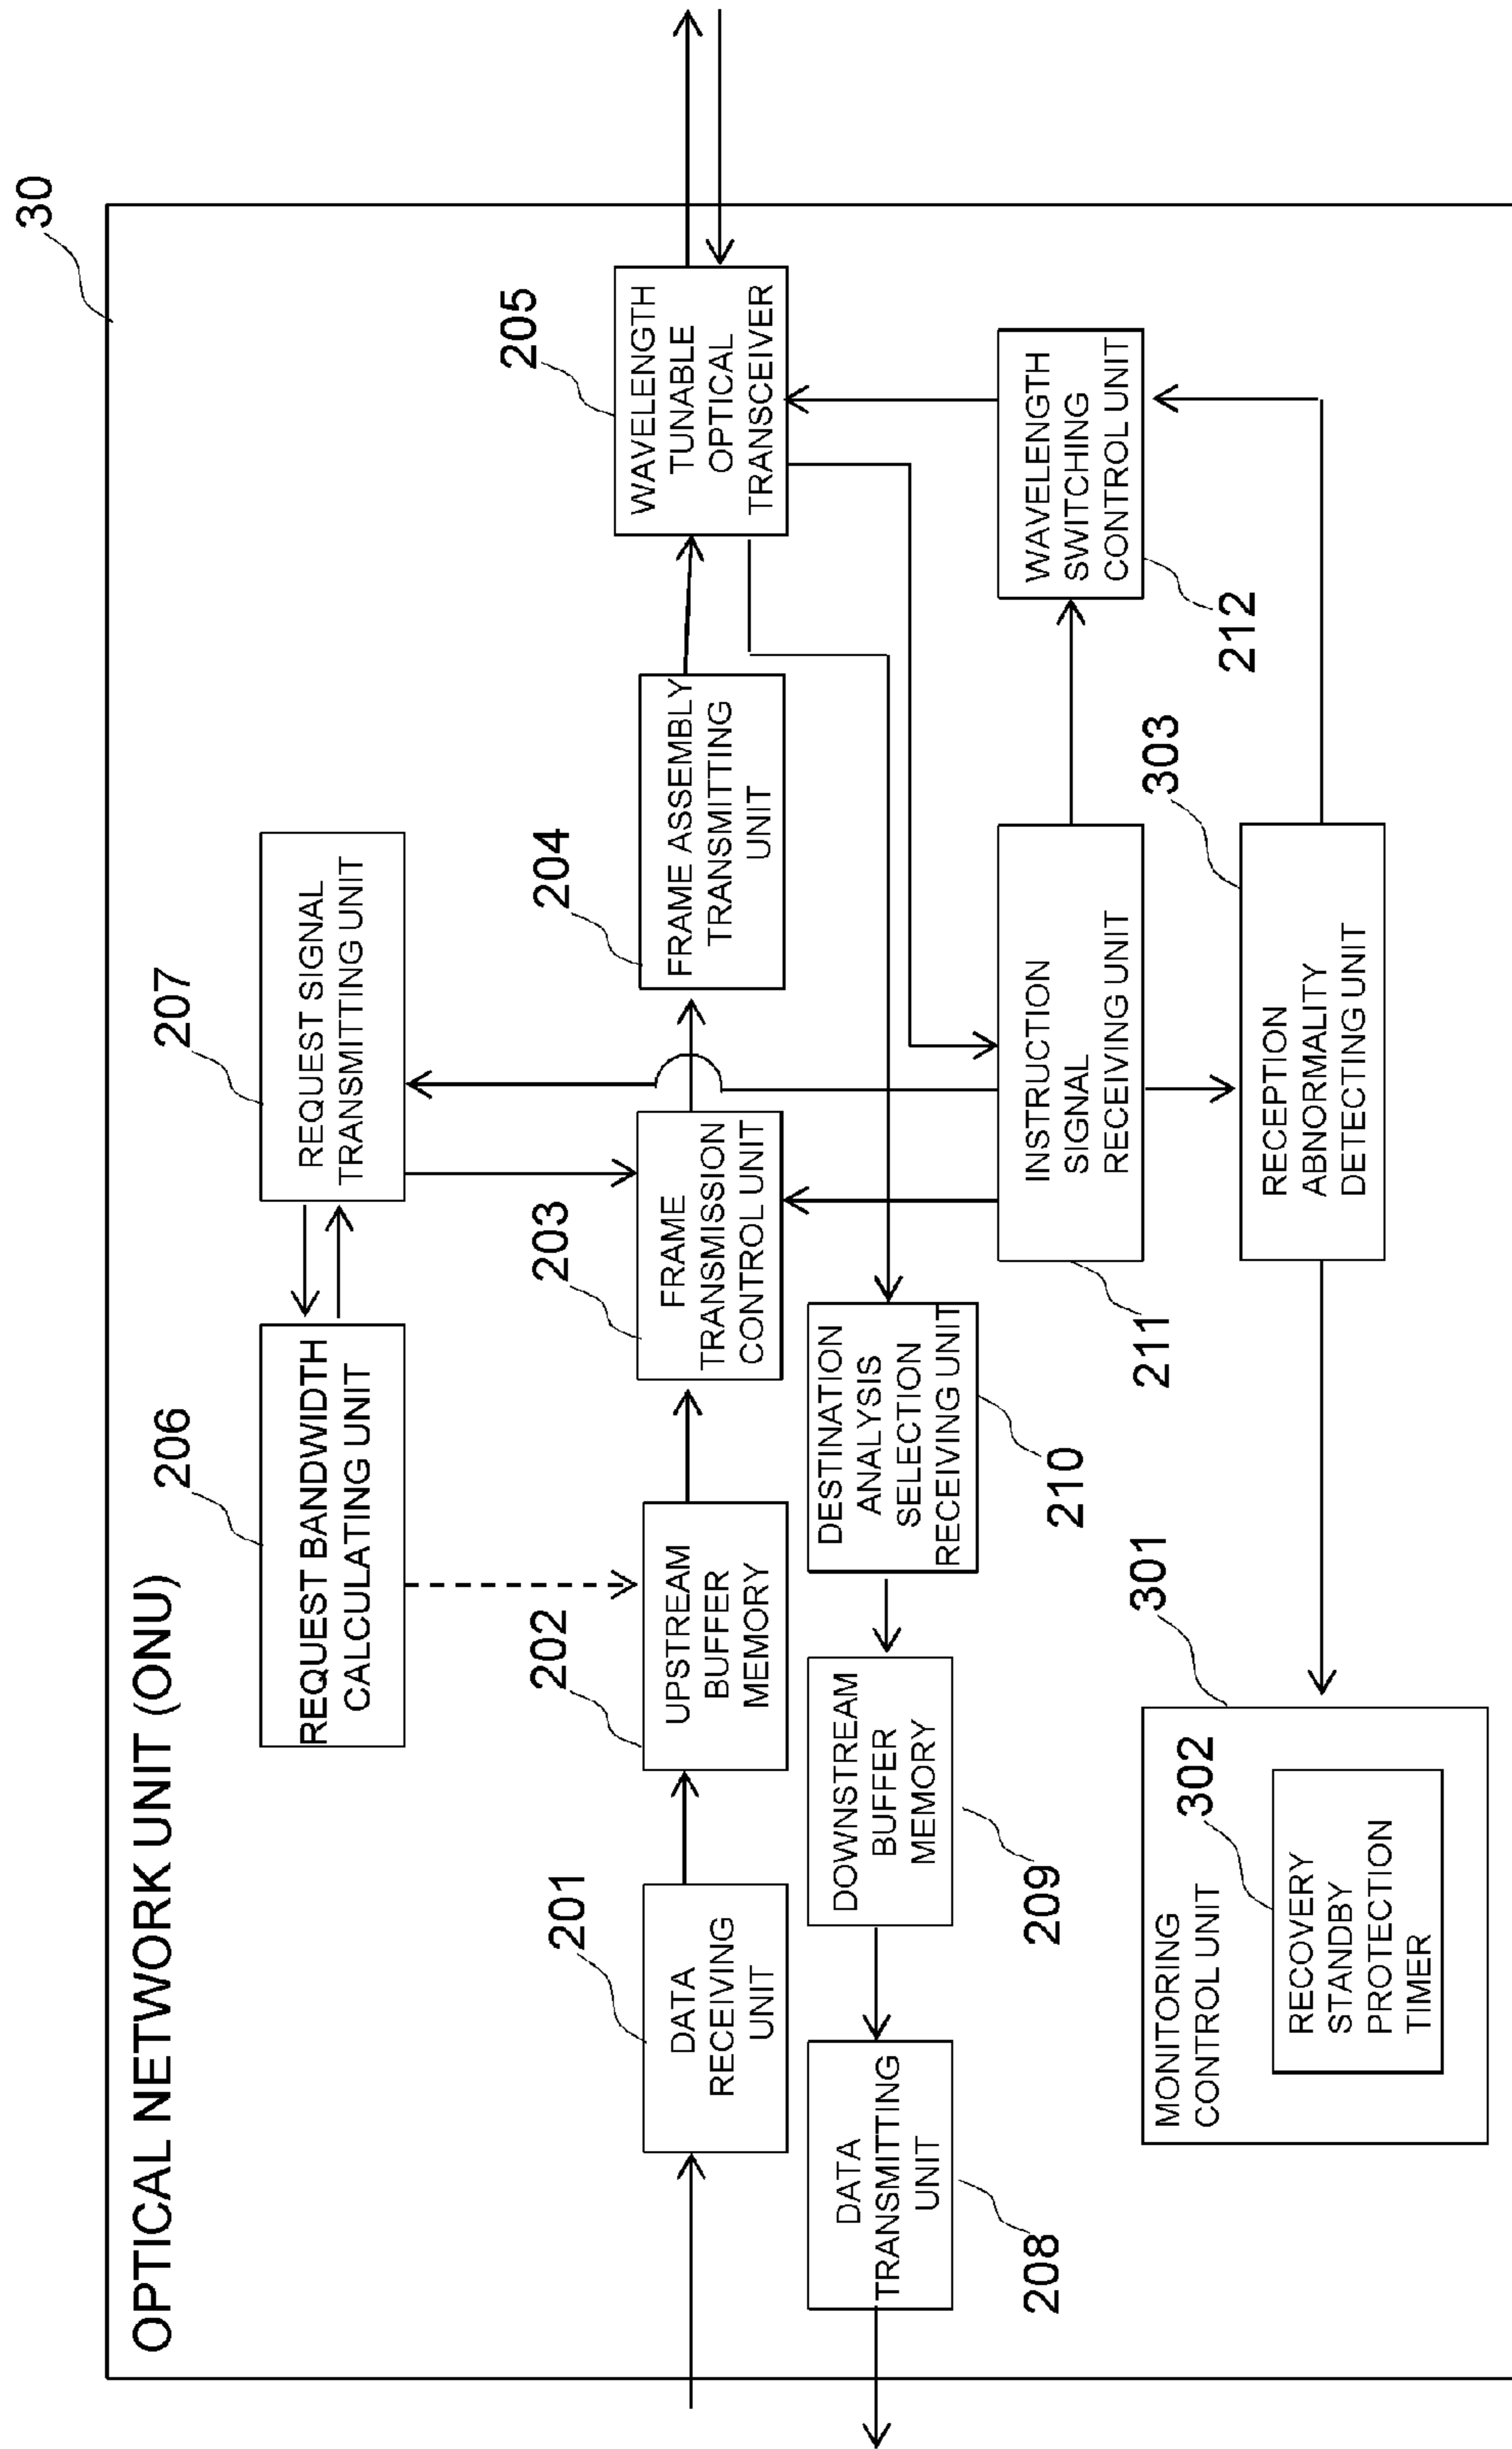 OPTICAL NETWORK UNIT (ONU)
30
206
REQUEST BANDWIDTH
CALCULATING UNIT
207
REQUEST SIGNAL
TRANSMITTING UNIT
201
DATA
RECEIVING
UNIT
202
UPSTREAM
BUFFER
MEMORY
203
FRAME
TRANSMISSION
CONTROL UNIT
204
FRAME ASSEMBLY
TRANSMITTING
UNIT
205
WAVELENGTH
TUNABLE
OPTICAL
TRANSCEIVER
DATA
TRANSMITTING
UNIT
208
DOWNSTREAM
BUFFER
MEMORY
209
DESTINATION
ANALYSIS
SELECTION
RECEIVING UNIT
210
INSTRUCTION
SIGNAL
RECEIVING UNIT
211
WAVELENGTH
SWITCHING
CONTROL UNIT
212
301
MONITORING
CONTROL UNIT
302
RECOVERY
STANDBY
PROTECTION
TIMER
303
RECEPTION
ABNORMALITY
DETECTING UNIT